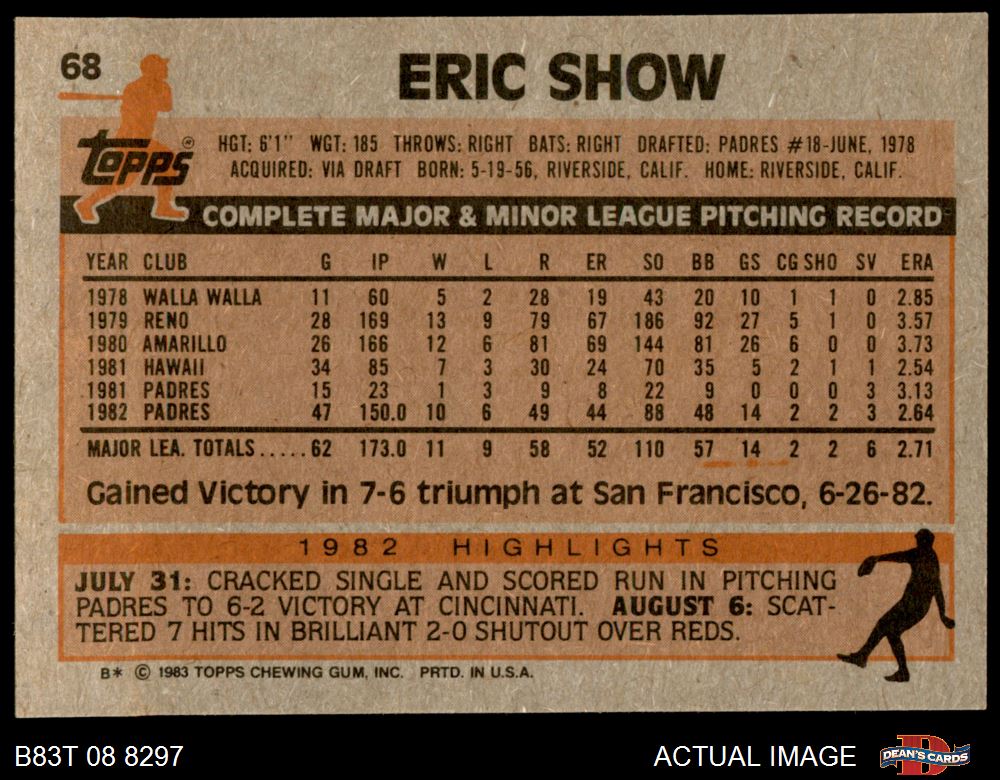 68
ERIC SHOW
TOPPS®
HGT: 6'1" WGT: 185 THROWS: RIGHT BATS: RIGHT DRAFTED: PADRES #18-JUNE, 1978
ACQUIRED: VIA DRAFT BORN: 5-19-56, RIVERSIDE, CALIF. HOME: RIVERSIDE, CALIF.
COMPLETE MAJOR & MINOR LEAGUE PITCHING RECORD
YEAR CLUB G IP W L R ER SO BB GS CG SHO SV ERA
1978 WALLA WALLA 11 60 5 2 28 19 43 20 10 1 1 0 2.85
1979 RENO 28 169 13 9 79 67 186 92 27 5 1 0 3.57
1980 AMARILLO 26 166 12 6 81 69 144 81 26 6 0 0 3.73
1981 HAWAII 34 85 7 3 30 24 70 35 5 2 1 1 2.54
1981 PADRES 15 23 1 3 9 8 22 9 0 0 0 3 3.13
1982 PADRES 47 150.0 10 6 49 44 88 48 14 2 2 3 2.64
MAJOR LEA. TOTALS.....62 173.0 11 9 58 52 110 57 14 2 2 6 2.71
Gained Victory in 7-6 triumph at San Francisco, 6-26-82.
1982 HIGHLIGHTS
JULY 31: CRACKED SINGLE AND SCORED RUN IN PITCHING
PADRES TO 6-2 VICTORY AT CINCINNATI. AUGUST 6: SCAT-
TERED 7 HITS IN BRILLIANT 2-0 SHUTOUT OVER REDS.
B* © 1983 TOPPS CHEWING GUM, INC. PRTD. IN U.S.A.
B83T 08 8297
ACTUAL IMAGE
DEAN'S CARDS